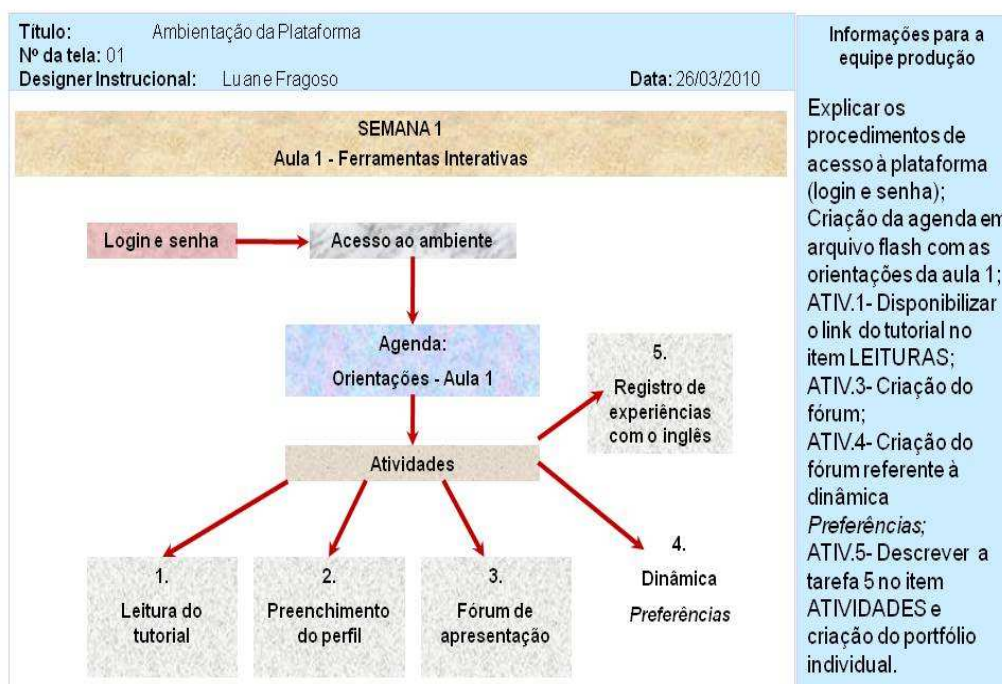 Título: Ambientação da Plataforma
Nº da tela: 01
Designer Instrucional: Luane Fragoso Data: 26/03/2010
SEMANA 1
Aula 1 - Ferramentas Interativas
Login e senha
Acesso ao ambiente
Agenda:
Orientações - Aula 1
Atividades
5.
Registro de
experiências
com o inglês
1.
Leitura do
tutorial
2.
Preenchimento
do perfil
3.
Fórum de
apresentação
4.
Dinâmica
Preferências
Informações para a
equipe produção
Explicar os
procedimentos de
acesso à plataforma
(login e senha);
Criação da agenda em
arquivo flash com as
orientações da aula 1;
ATIV.1- Disponibilizar
o link do tutorial no
item LEITURAS;
ATIV.3- Criação do
fórum;
ATIV.4- Criação do
fórum referente à
dinâmica
Preferências;
ATIV.5- Descrever a
tarefa 5 no item
ATIVIDADES e
criação do portfólio
individual.